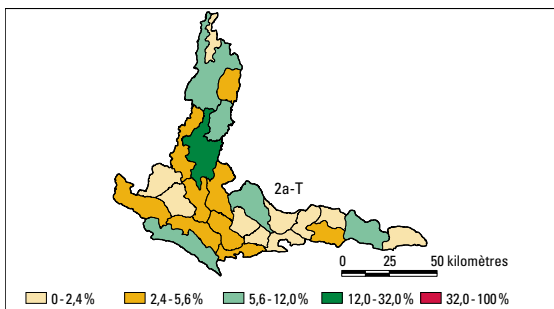 2a-T
0 25 50 kilomètres
0 - 2,4 % 2,4 - 5,6 % 5,6 - 12,0 % 12,0 - 32,0 % 32,0 - 100 %